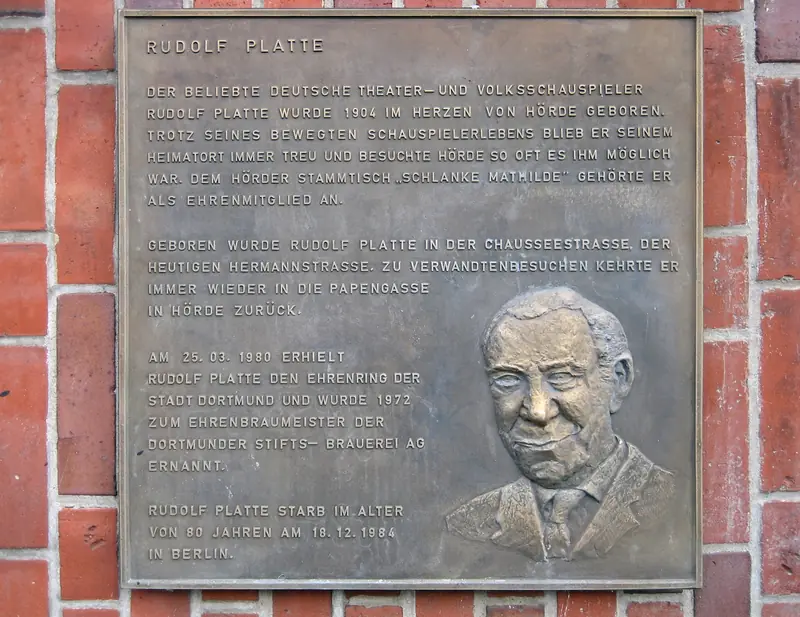 RUDOLF PLATTE
DER BELIEBTE DEUTSCHE THEATER– UND VOLKSSCHAUSPIELER
RUDOLF PLATTE WURDE 1904 IM HERZEN VON HÖRDE GEBOREN.
TROTZ SEINES BEWEGTEN SCHAUSPIELERLEBENS BLIEB ER SEINEM
HEIMATORT IMMER TREU UND BESUCHTE HÖRDE SO OFT ES IHM MÖGLICH
WAR. DEM HÖRDER STAMMTISCH „SCHLANKE MATHILDE" GEHÖRTE ER
ALS EHRENMITGLIED AN.
GEBOREN WURDE RUDOLF PLATTE IN DER CHAUSSEESTRASSE, DER
HEUTIGEN HERMANNSTRASSE. ZU VERWANDTENBESUCHEN KEHRTE ER
IMMER WIEDER IN DIE PAPENGASSE
IN HÖRDE ZURÜCK.
AM 25. 03. 1980 ERHIELT
RUDOLF PLATTE DEN EHRENRING DER
STADT DORTMUND UND WURDE 1972
ZUM EHRENBRAUMEISTER DER
DORTMUNDER STIFTS– BRAUEREI AG
ERNANNT.
RUDOLF PLATTE STARB IM ALTER
VON 80 JAHREN AM 18. 12. 1984
IN BERLIN.